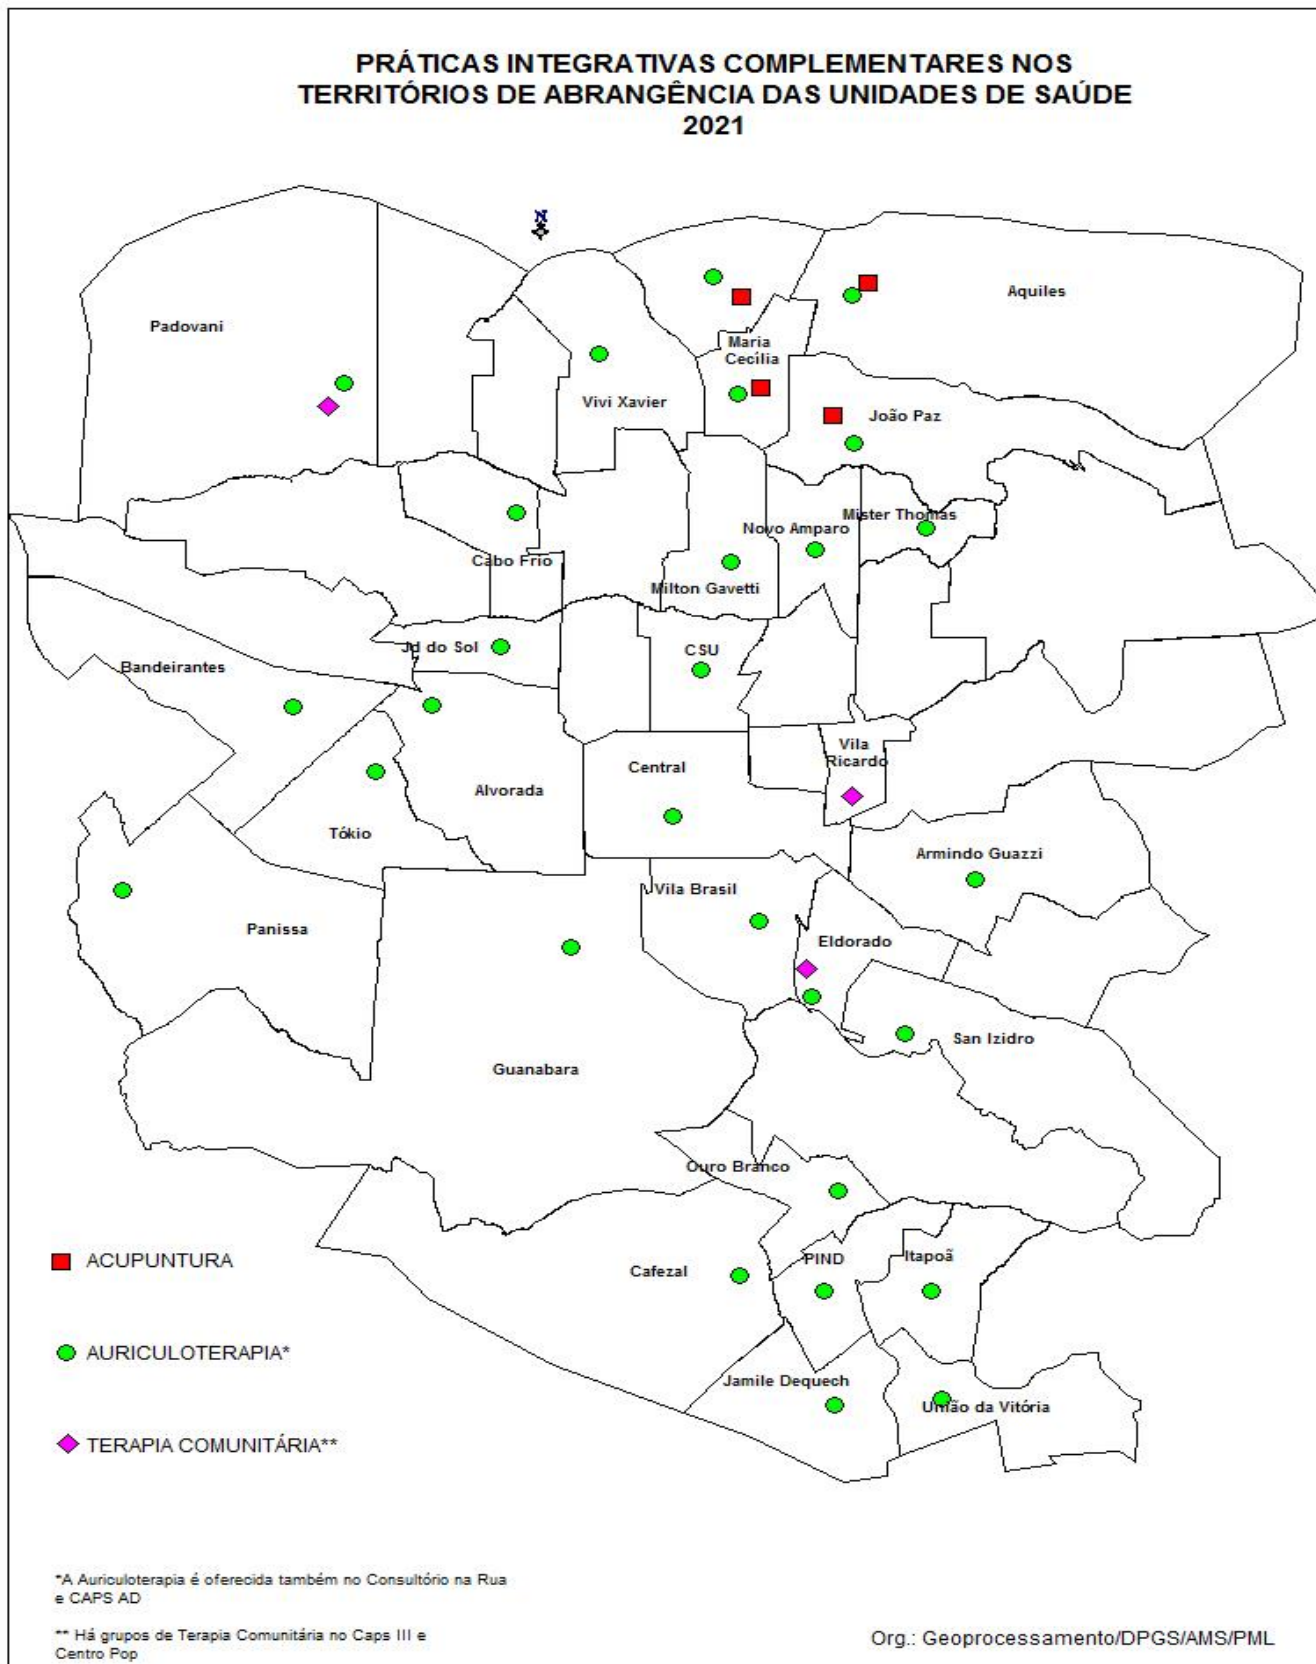 PRÁTICAS INTEGRATIVAS COMPLEMENTARES NOS
TERRITÓRIOS DE ABRANGÊNCIA DAS UNIDADES DE SAÚDE
2021
N
Padovani
Aquiles
Maria
Cecília
Vivi Xavier
João Paz
Mister Thomas
Novo Amparo
Cabo Frio
Milton Gavetti
Jd do Sol
CSU
Bandeirantes
Vila
Ricardo
Central
Alvorada
Tókio
Armindo Guazzi
Vila Brasil
Panissa
Eldorado
San Izidro
Guanabara
Ouro Branco
PIND
Itapoã
Cafezal
Jamile Dequech
União da Vitória
ACUPUNTURA
AURICULOTERAPIA*
TERAPIA COMUNITÁRIA**
*A Auriculoterapia é oferecida também no Consultório na Rua
e CAPS AD
** Há grupos de Terapia Comunitária no Caps III e
Centro Pop
Org.: Geoprocessamento/DPGS/AMS/PML